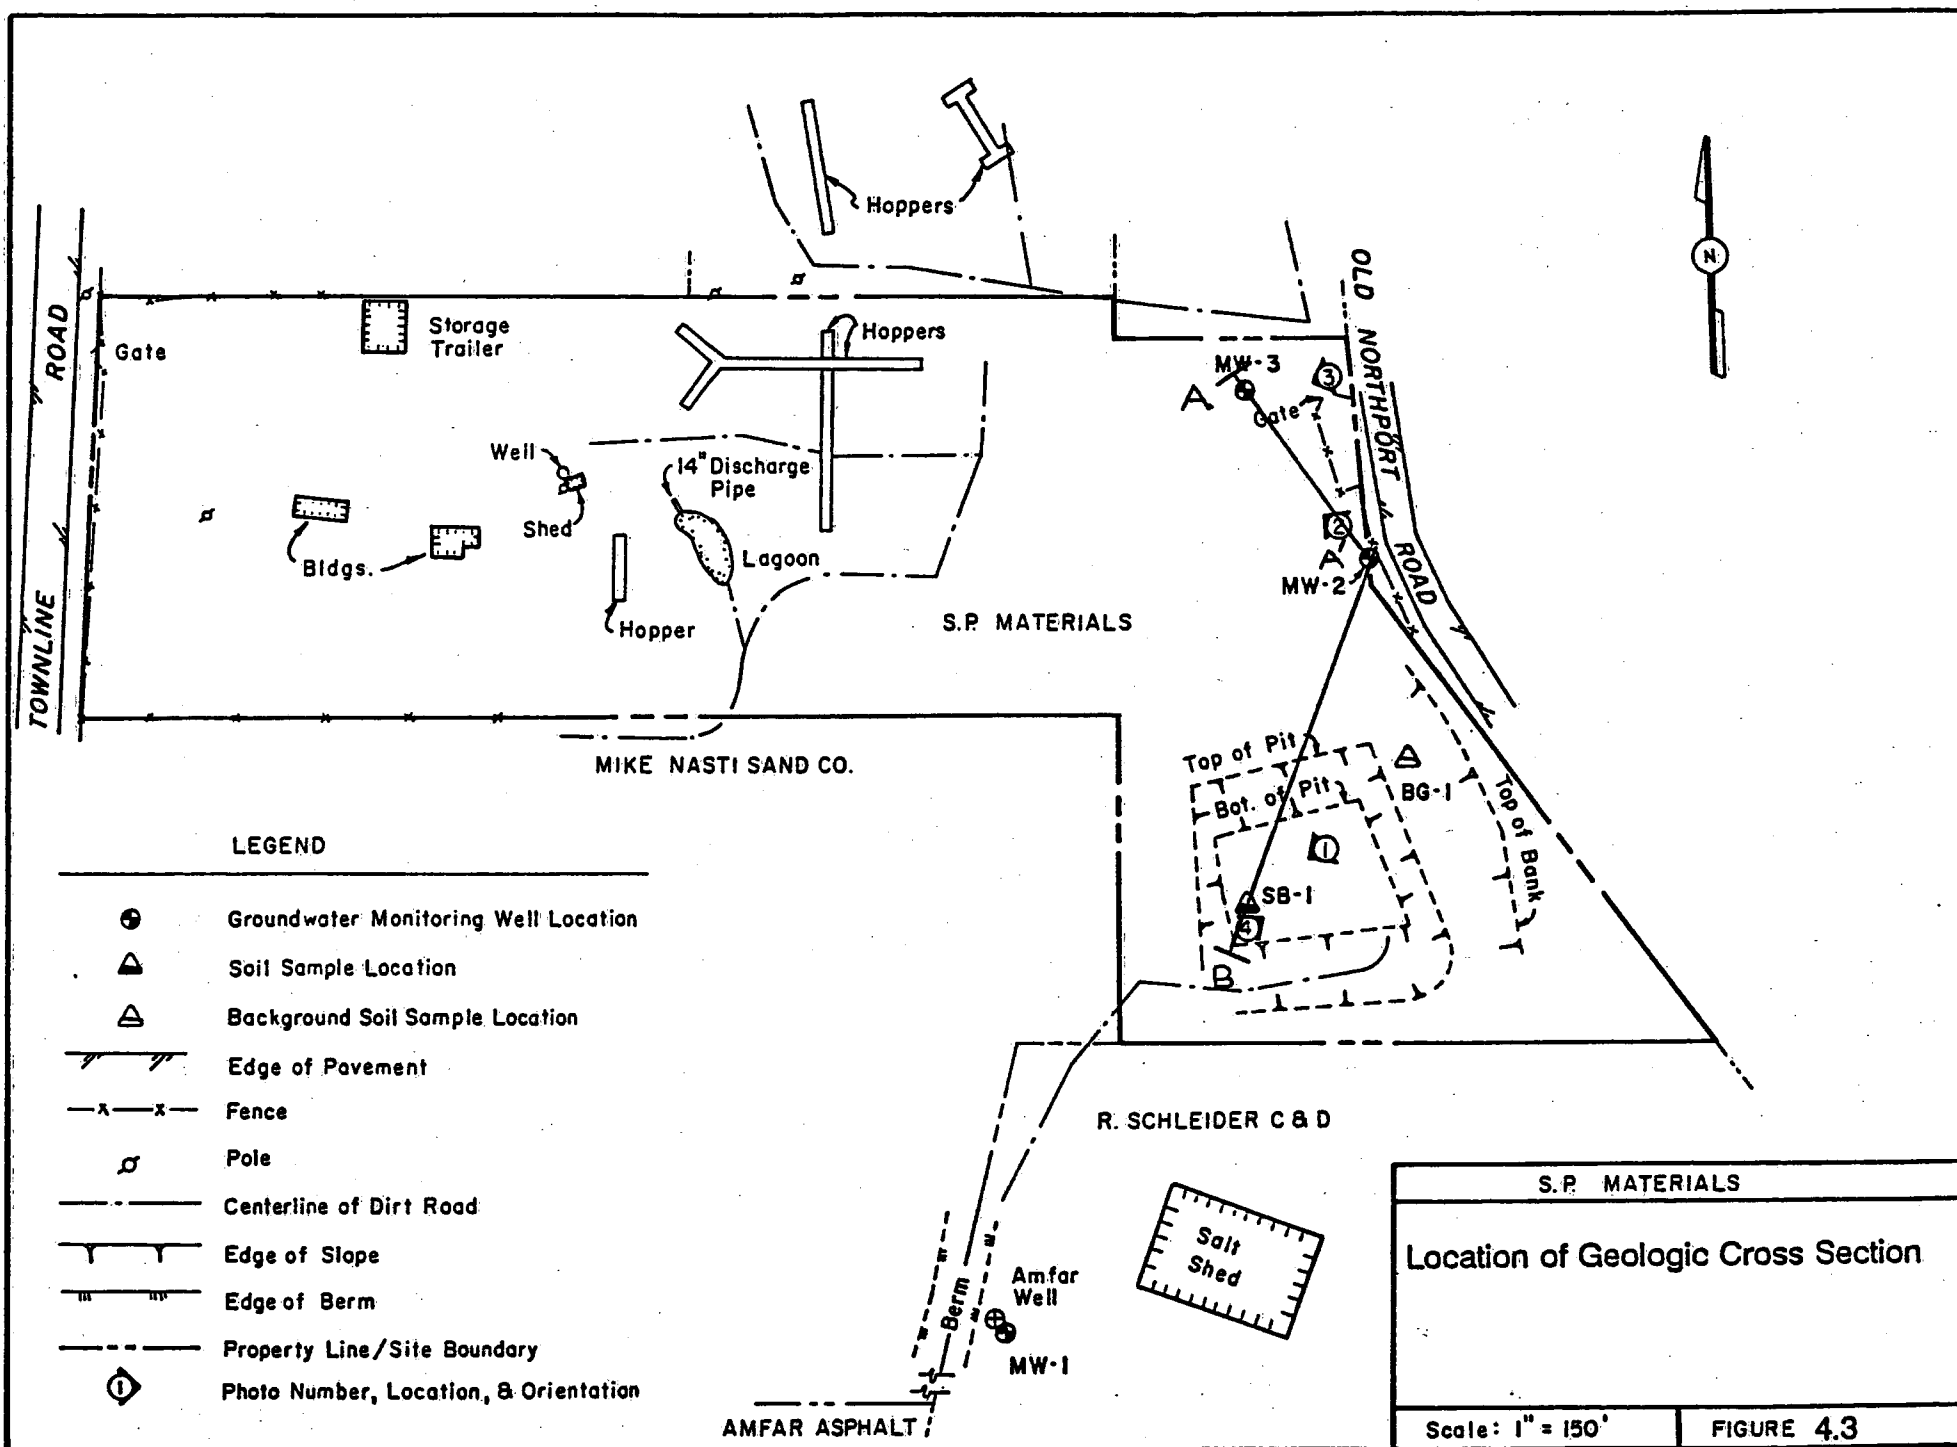 Hoppers
N
OLD NORTHPORT ROAD
TOWNLINE ROAD
Gate
Storage
Trailer
Hoppers
MW-3
3
A
Gate
Well
14" Discharge
Pipe
Shed
2
A'
Bldgs.
Lagoon
MW-2
Hopper
S.P. MATERIALS
MIKE NASTI SAND CO.
Top of Pit
Bot. of Pit
BG-1
Top of Bank
1
SB-1
4
B
LEGEND
Groundwater Monitoring Well Location
Soil Sample Location
Background Soil Sample Location
Edge of Pavement
Fence
Pole
Centerline of Dirt Road
Edge of Slope
Edge of Berm
Property Line/Site Boundary
1
Photo Number, Location, & Orientation
R. SCHLEIDER C & D
Salt
Shed
Berm
Amfar
Well
MW-1
AMFAR ASPHALT
S.P. MATERIALS
Location of Geologic Cross Section
Scale: 1" = 150'
FIGURE 4.3